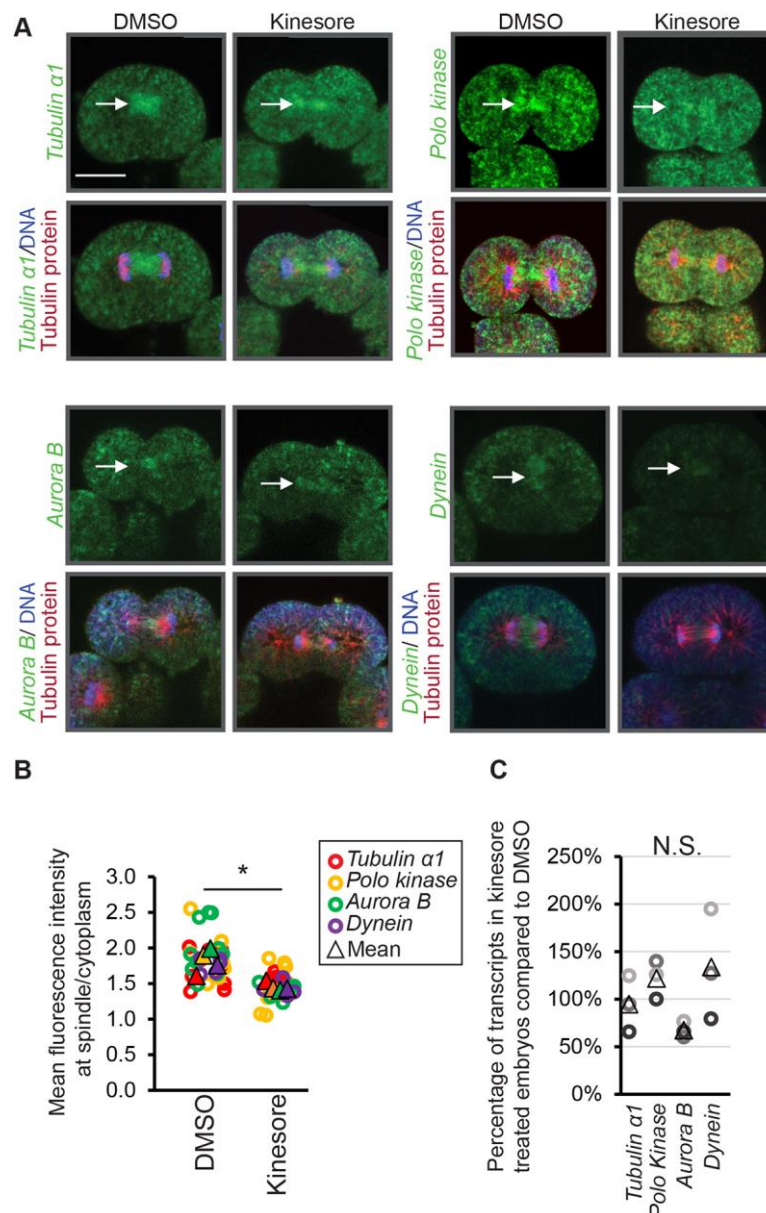 A
DMSO
Kinesore
DMSO
Kinesore
Tubulin α1
Polo kinase
Tubulin α1/DNA
Tubulin protein
Polo kinase/DNA
Tubulin protein
Aurora B
Dynein
Aurora B/ DNA
Tubulin protein
Dynein/ DNA
Tubulin protein
B
Mean fluorescence intensity
at spindle/cytoplasm
3.0
2.5
2.0
1.5
1.0
0.5
0.0
*
DMSO
Kinesore
Tubulin α1
Polo kinase
Aurora B
Dynein
Mean
C
Percentage of transcripts in kinesore
treated embryos compared to DMSO
N.S.
250%
200%
150%
100%
50%
0%
Tubulin α1
Polo Kinase
Aurora B
Dynein